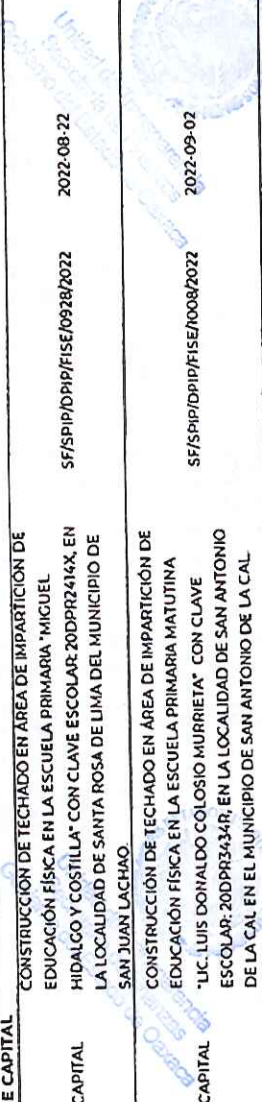 E CAPITAL
CONSTRUCCIÓN DE TECHADO EN ÁREA DE IMPARTICIÓN DE
EDUCACIÓN FÍSICA EN LA ESCUELA PRIMARIA "MIGUEL
CAPITAL HIDALGO Y COSTILLA" CON CLAVE ESCOLAR: 20DPR2414X, EN SF/SPIP/DPIP/FISE/0928/2022 2022-08-22
LA LOCALIDAD DE SANTA ROSA DE LIMA DEL MUNICIPIO DE
SAN JUAN LACHAO.
CONSTRUCCIÓN DE TECHADO EN ÁREA DE IMPARTICIÓN DE
EDUCACIÓN FÍSICA EN LA ESCUELA PRIMARIA MATUTINA
CAPITAL "LIC. LUIS DONALDO COLOSIO MURRIETA" CON CLAVE SF/SPIP/DPIP/FISE/1008/2022 2022-09-02
ESCOLAR: 20DPR3434R, EN LA LOCALIDAD DE SAN ANTONIO
DE LA CAL EN EL MUNICIPIO DE SAN ANTONIO DE LA CAL.